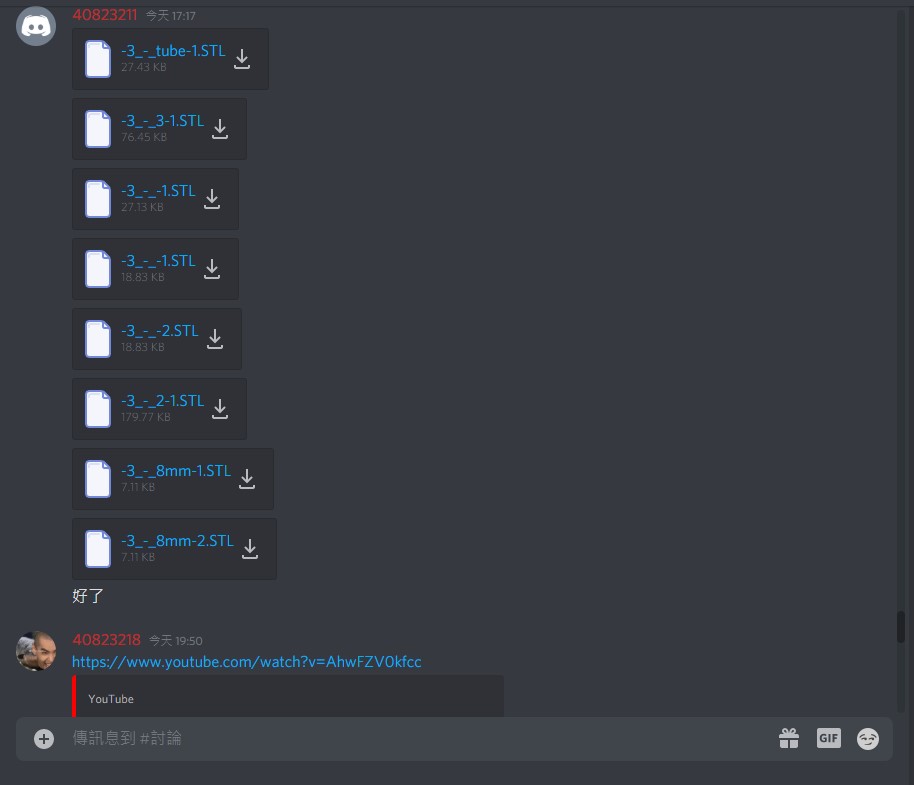 40823211 今天 17:17
-3_-_tube-1.STL
27.43 KB
-3_-_3-1.STL
76.45 KB
-3_-_-1.STL
27.13 KB
-3_-_-1.STL
18.83 KB
-3_-_-2.STL
18.83 KB
-3_-_2-1.STL
179.77 KB
-3_-_8mm-1.STL
7.11 KB
-3_-_8mm-2.STL
7.11 KB
好了
40823218 今天 19:50
https://www.youtube.com/watch?v=AhwFZV0kfcc
YouTube
傳訊息到 #討論
GIF